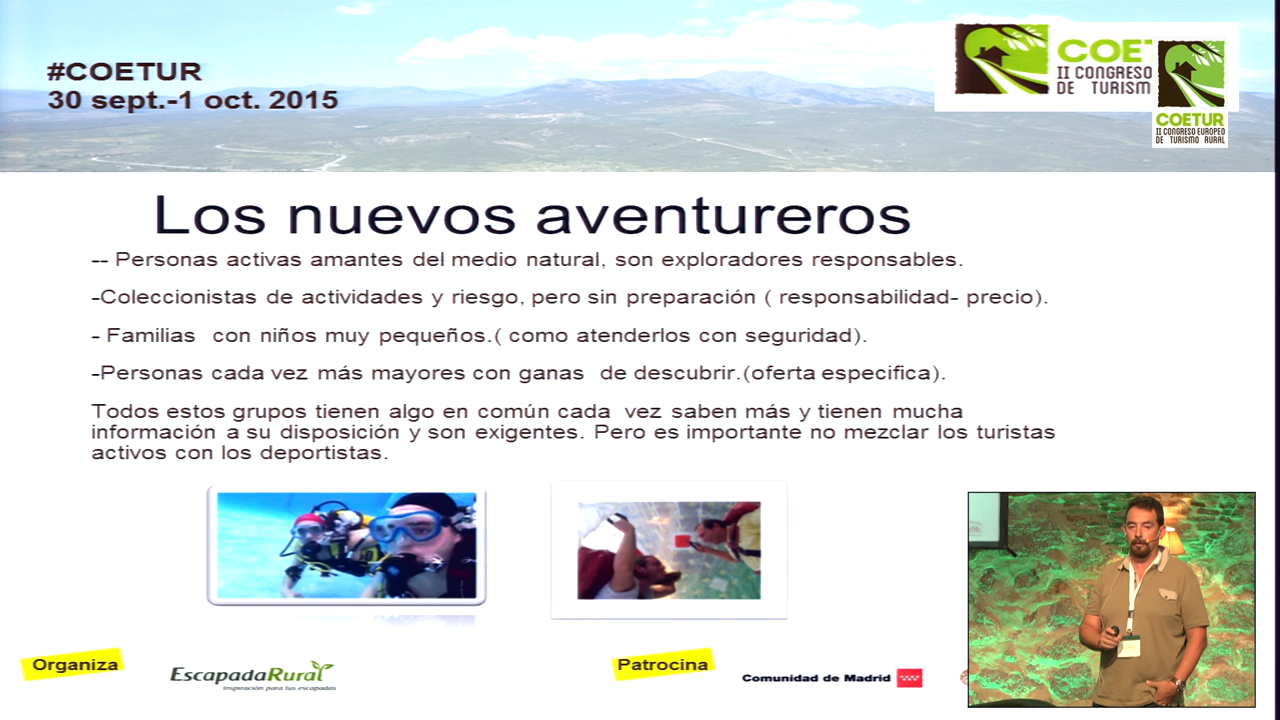 #COETUR
30 sept.-1 oct. 2015
COET
II CONGRESO
DE TURISM
COETUR
II CONGRESO EUROPEO
DE TURISMO RURAL
Los nuevos aventureros
-- Personas activas amantes del medio natural, son exploradores responsables.
-Coleccionistas de actividades y riesgo, pero sin preparación ( responsabilidad- precio).
- Familias con niños muy pequeños.( como atenderlos con seguridad).
-Personas cada vez más mayores con ganas de descubrir.(oferta especifica).
Todos estos grupos tienen algo en común cada vez saben más y tienen mucha
información a su disposición y son exigentes. Pero es importante no mezclar los turistas
activos con los deportistas.
Organiza
EscapadaRural
Inspiración para tus escapadas
Patrocina
Comunidad de Madrid